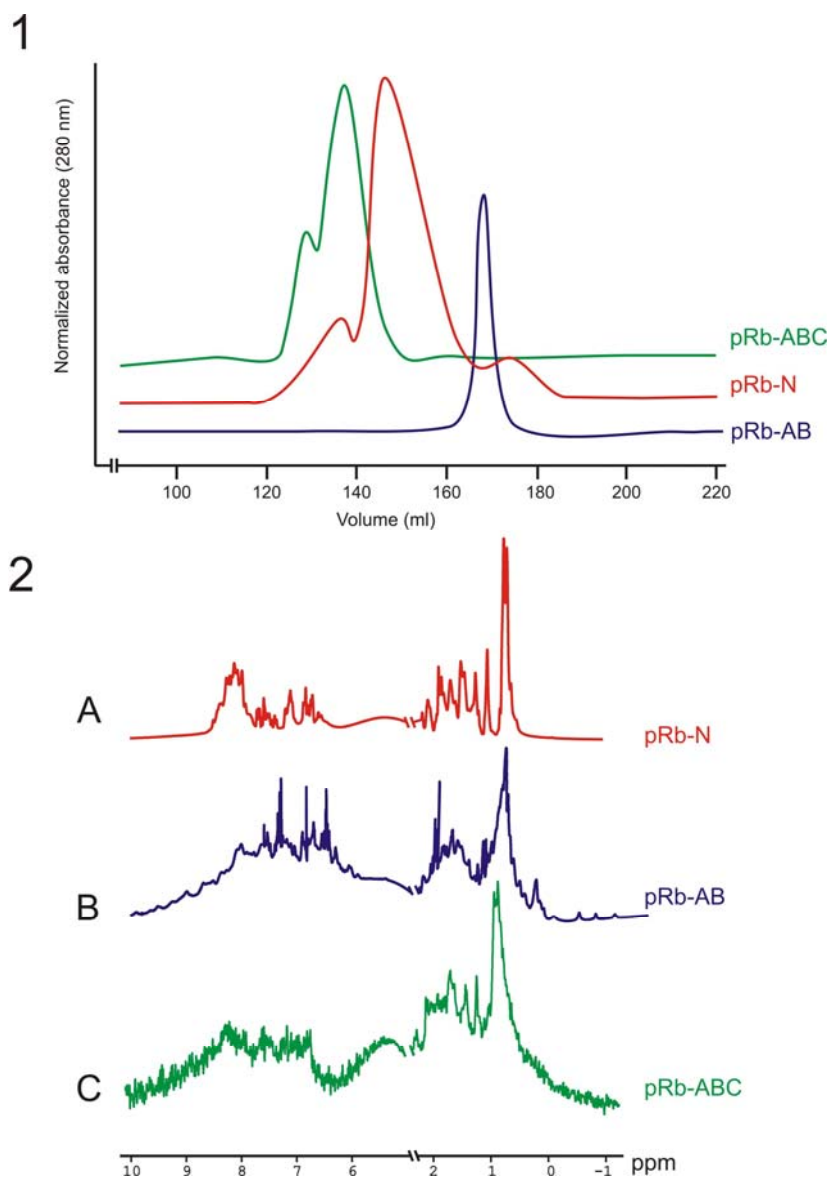 1
Normalized absorbance (280 nm)
pRb-ABC
pRb-N
pRb-AB
100 120 140 160 180 200 220
Volume (ml)
2
A
pRb-N
B
pRb-AB
C
pRb-ABC
10 9 8 7 6 2 1 0 -1 ppm